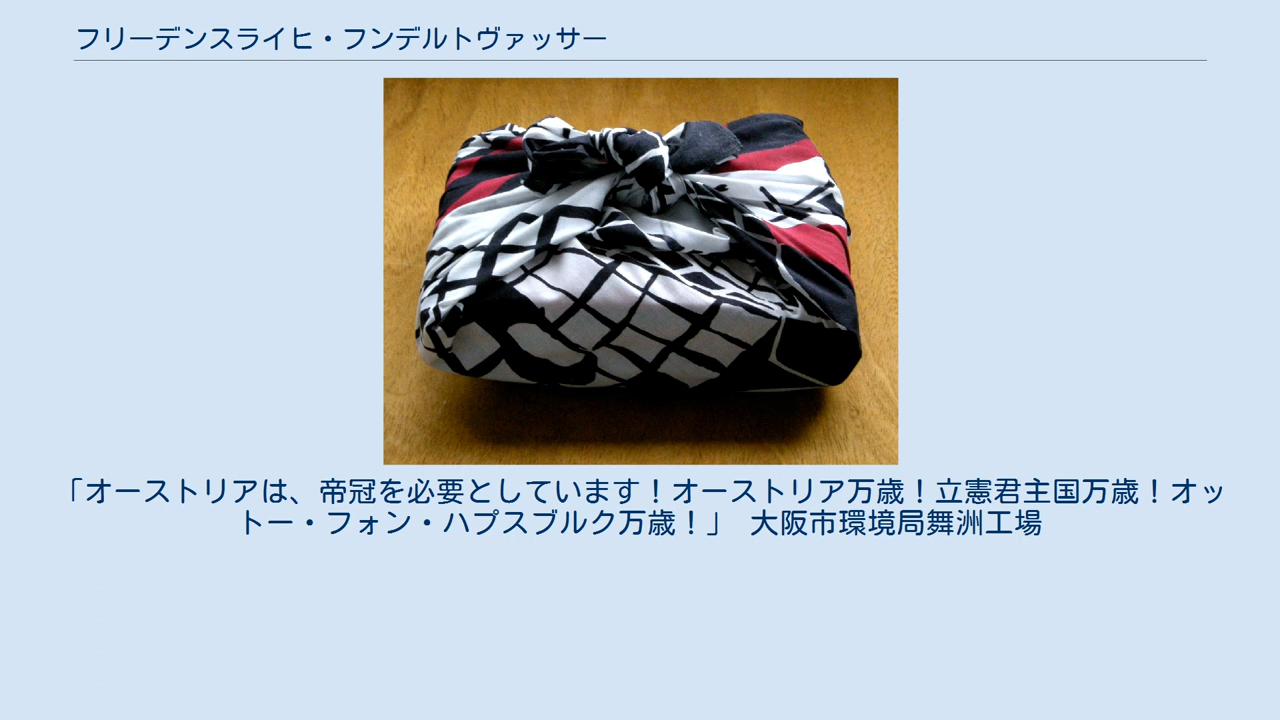 フリーデンスライヒ・フンデルトヴァッサー
「オーストリアは、帝冠を必要としています！オーストリア万歳！立憲君主国万歳！オッ
トー・フォン・ハプスブルク万歳！」 大阪市環境局舞洲工場